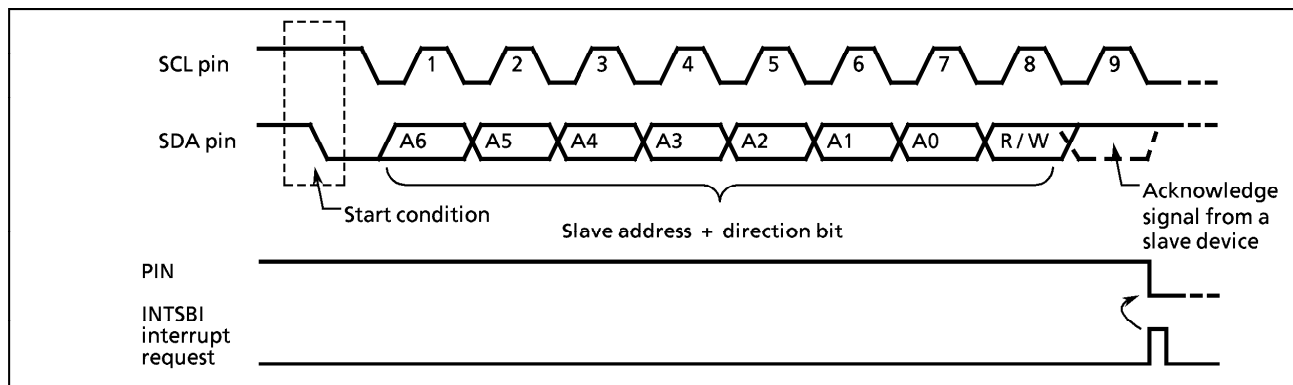 SCL pin
1 2 3 4 5 6 7 8 9
SDA pin
A6 A5 A4 A3 A2 A1 A0 R / W
Start condition
Slave address + direction bit
Acknowledge
signal from a
slave device
PIN
INTSBI
interrupt
request